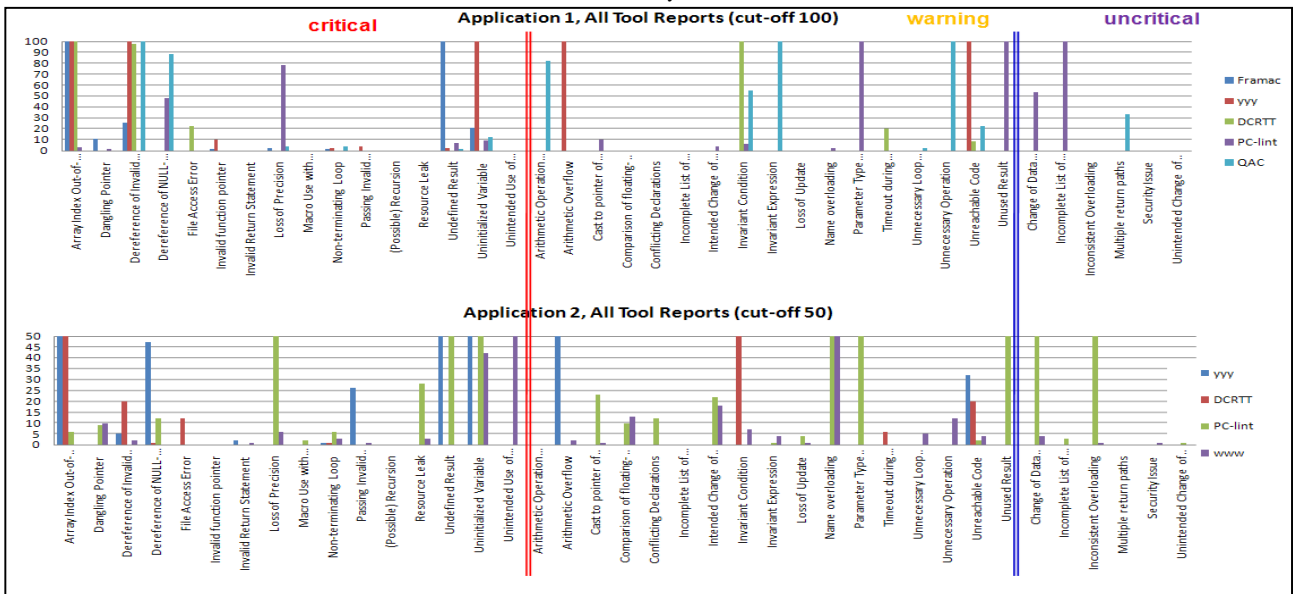 Application 1, All Tool Reports (cut-off 100)
critical
warning
uncritical
100
90
80
70
60
50
40
30
20
10
0
Array Index Out-of-...
Dangling Pointer
Dereference of Invalid...
Dereference of NULL-...
File Access Error
Invalid function pointer
Invalid Return Statement
Loss of Precision
Macro Use with...
Non-terminating Loop
Passing Invalid...
(Possible) Recursion
Resource Leak
Undefined Result
Uninitialized Variable
Unintended Use of...
Arithmetic Operation...
Arithmetic Overflow
Cast to pointer of...
Comparison of floating-...
Conflicting Declarations
Incomplete List of...
Intended Change of...
Invariant Condition
Invariant Expression
Loss of Update
Name overloading
Parameter Type...
Timeout during...
Unnecessary Loop...
Unnecessary Operation
Unreachable Code
Unused Result
Change of Data...
Incomplete List of...
Inconsistent Overloading
Multiple return paths
Security Issue
Unintended Change of...
Framac
yyy
DCRTT
PC-lint
QAC
Application 2, All Tool Reports (cut-off 50)
50
45
40
35
30
25
20
15
10
5
0
Array Index Out-of-...
Dangling Pointer
Dereference of Invalid...
Dereference of NULL-...
File Access Error
Invalid function pointer
Invalid Return Statement
Loss of Precision
Macro Use with...
Non-terminating Loop
Passing Invalid...
(Possible) Recursion
Resource Leak
Undefined Result
Uninitialized Variable
Unintended Use of...
Arithmetic Operation...
Arithmetic Overflow
Cast to pointer of...
Comparison of floating-...
Conflicting Declarations
Incomplete List of...
Intended Change of...
Invariant Condition
Invariant Expression
Loss of Update
Name overloading
Parameter Type...
Timeout during...
Unnecessary Loop...
Unnecessary Operation
Unreachable Code
Unused Result
Change of Data...
Incomplete List of...
Inconsistent Overloading
Multiple return paths
Security Issue
Unintended Change of...
yyy
DCRTT
PC-lint
www